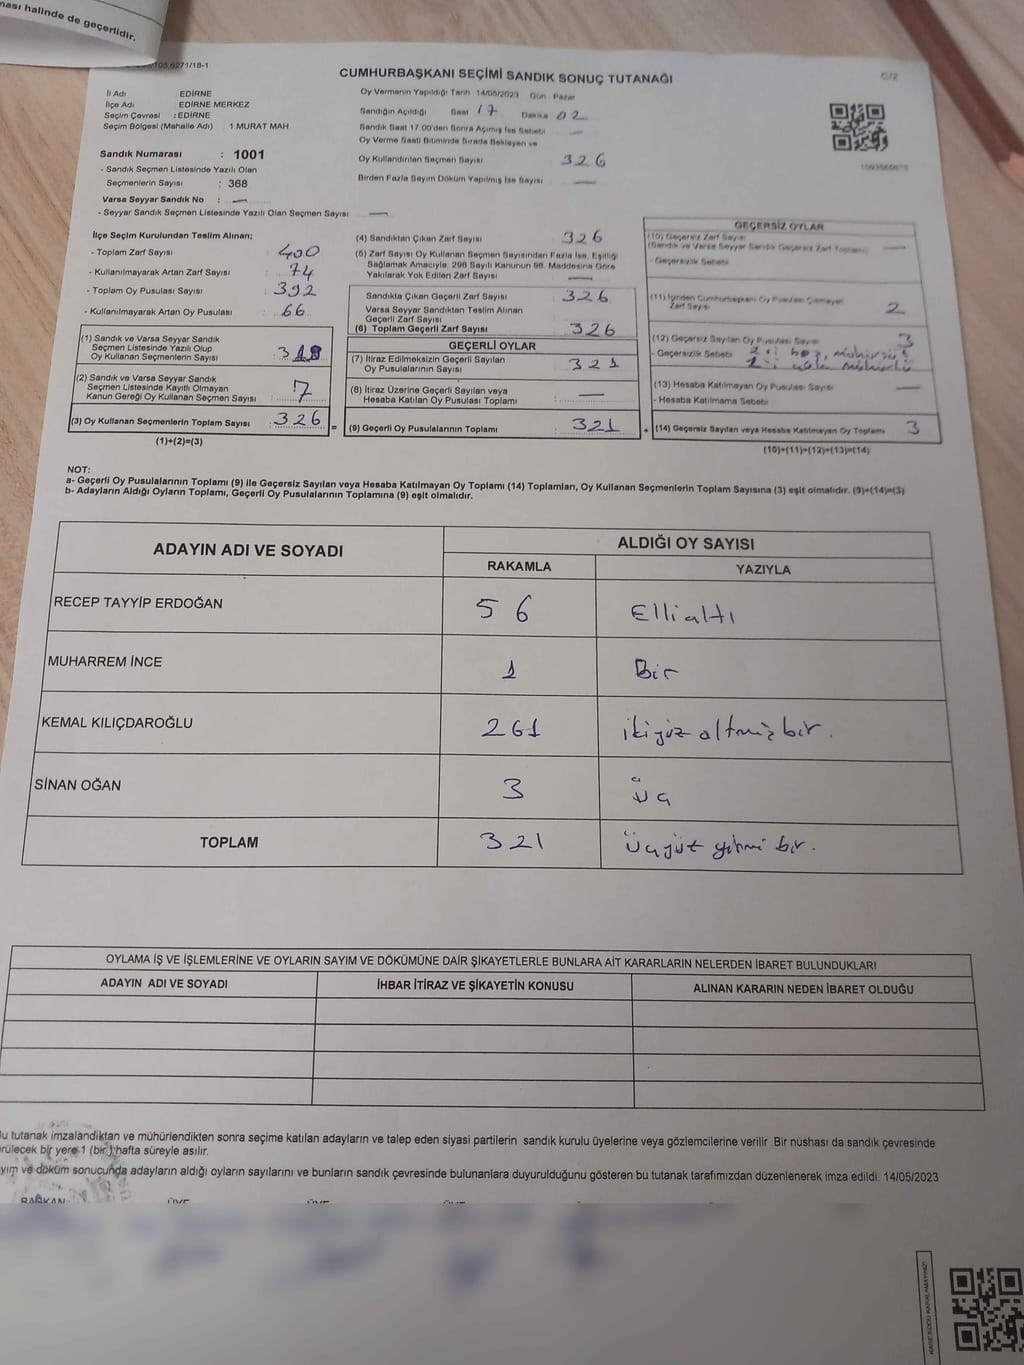 ması halinde de geçerlidir.
CUMHURBAŞKANI SEÇİMİ SANDIK SONUÇ TUTANAĞI
C/2
İl Adı : EDİRNE
İlçe Adı : EDİRNE MERKEZ
Seçim Çevresi : EDİRNE
Seçim Bölgesi (Mahalle Adı) : 1.MURAT MAH
Sandık Numarası : 1001
- Sandık Seçmen Listesinde Yazılı Olan
Seçmenlerin Sayısı : 368
Varsa Seyyar Sandık No : —
- Seyyar Sandık Seçmen Listesinde Yazılı Olan Seçmen Sayısı : —
Oy Vermenin Yapıldığı Tarih 14/05/2023 Gün Pazar
Sandığın Açıldığı Saat 17 Dakika 02
Sandık Saat 17:00'den Sonra Açılmış İse Sebebi —
Oy Verme Saati Bitiminde Sırada Bekleyen ve
Oy Kullandırılan Seçmen Sayısı 326
Birden Fazla Sayım Döküm Yapılmış İse Sayısı —
İlçe Seçim Kurulundan Teslim Alınan;
- Toplam Zarf Sayısı : 400
- Kullanılmayarak Artan Zarf Sayısı : 74
- Toplam Oy Pusulası Sayısı : 392
- Kullanılmayarak Artan Oy Pusulası : 66
(1) Sandık ve Varsa Seyyar Sandık
Seçmen Listesinde Yazılı Olup
Oy Kullanan Seçmenlerin Sayısı :
(2) Sandık ve Varsa Seyyar Sandık
Seçmen Listesinde Kayıtlı Olmayan
Kanun Gereği Oy Kullanan Seçmen Sayısı : 7
(3) Oy Kullanan Seçmenlerin Toplam Sayısı : 326
(1)+(2)=(3)
(4) Sandıktan Çıkan Zarf Sayısı : 326
(5) Zarf Sayısı Oy Kullanan Seçmen Sayısından Fazla İse, Eşitliği
Sağlamak Amacıyla, 298 Sayılı Kanunun 98. Maddesine Göre
Yakılarak Yok Edilen Zarf Sayısı : —
Sandıkta Çıkan Geçerli Zarf Sayısı : 326
Varsa Seyyar Sandıktan Teslim Alınan
Geçerli Zarf Sayısı :
(6) Toplam Geçerli Zarf Sayısı : 326
GEÇERLİ OYLAR
(7) İtiraz Edilmeksizin Geçerli Sayılan
Oy Pusulalarının Sayısı : 321
(8) İtiraz Üzerine Geçerli Sayılan veya
Hesaba Katılan Oy Pusulası Toplamı : —
= (9) Geçerli Oy Pusulalarının Toplamı : 321
GEÇERSİZ OYLAR
(10) Geçersiz Zarf Sayısı
(Sandık ve Varsa Seyyar Sandık Geçersiz Zarf Toplamı) : —
- Geçersizlik Sebebi
(11) İçinden Cumhurbaşkanı Oy Pusulası Çıkmayan
Zarf Sayısı 2
(12) Geçersiz Sayılan Oy Pusulası Sayısı 3
- Geçersizlik Sebebi
(13) Hesaba Katılmayan Oy Pusulası Sayısı —
- Hesaba Katılmama Sebebi
+ (14) Geçersiz Sayılan veya Hesaba Katılmayan Oy Toplamı 3
(10)+(11)+(12)+(13)=(14)
NOT:
a- Geçerli Oy Pusulalarının Toplamı (9) ile Geçersiz Sayılan veya Hesaba Katılmayan Oy Toplamı (14) Toplamları, Oy Kullanan Seçmenlerin Toplam Sayısına (3) eşit olmalıdır. (9)+(14)=(3)
b- Adayların Aldığı Oyların Toplamı, Geçerli Oy Pusulalarının Toplamına (9) eşit olmalıdır.
ADAYIN ADI VE SOYADI ALDIĞI OY SAYISI
RAKAMLA YAZIYLA
RECEP TAYYİP ERDOĞAN 56 Ellialtı
MUHARREM İNCE 1 Bir
KEMAL KILIÇDAROĞLU 261 ikiyüz altmış bir.
SİNAN OĞAN 3 üç
TOPLAM 321 üçyüz yirmi bir.
OYLAMA İŞ VE İŞLEMLERİNE VE OYLARIN SAYIM VE DÖKÜMÜNE DAİR ŞİKAYETLERLE BUNLARA AİT KARARLARIN NELERDEN İBARET BULUNDUKLARI
ADAYIN ADI VE SOYADI İHBAR İTİRAZ VE ŞİKAYETİN KONUSU ALINAN KARARIN NEDEN İBARET OLDUĞU
Bu tutanak imzalandıktan ve mühürlendikten sonra seçime katılan adayların ve talep eden siyasi partilerin sandık kurulu üyelerine veya gözlemcilerine verilir. Bir nüshası da sandık çevresinde
rülecek bir yere 1 (bir) hafta süreyle asılır.
yım ve döküm sonucunda adayların aldığı oyların sayılarını ve bunların sandık çevresinde bulunanlara duyurulduğunu gösteren bu tutanak tarafımızdan düzenlenerek imza edildi. 14/05/2023
BAŞKAN ÜYE ÜYE